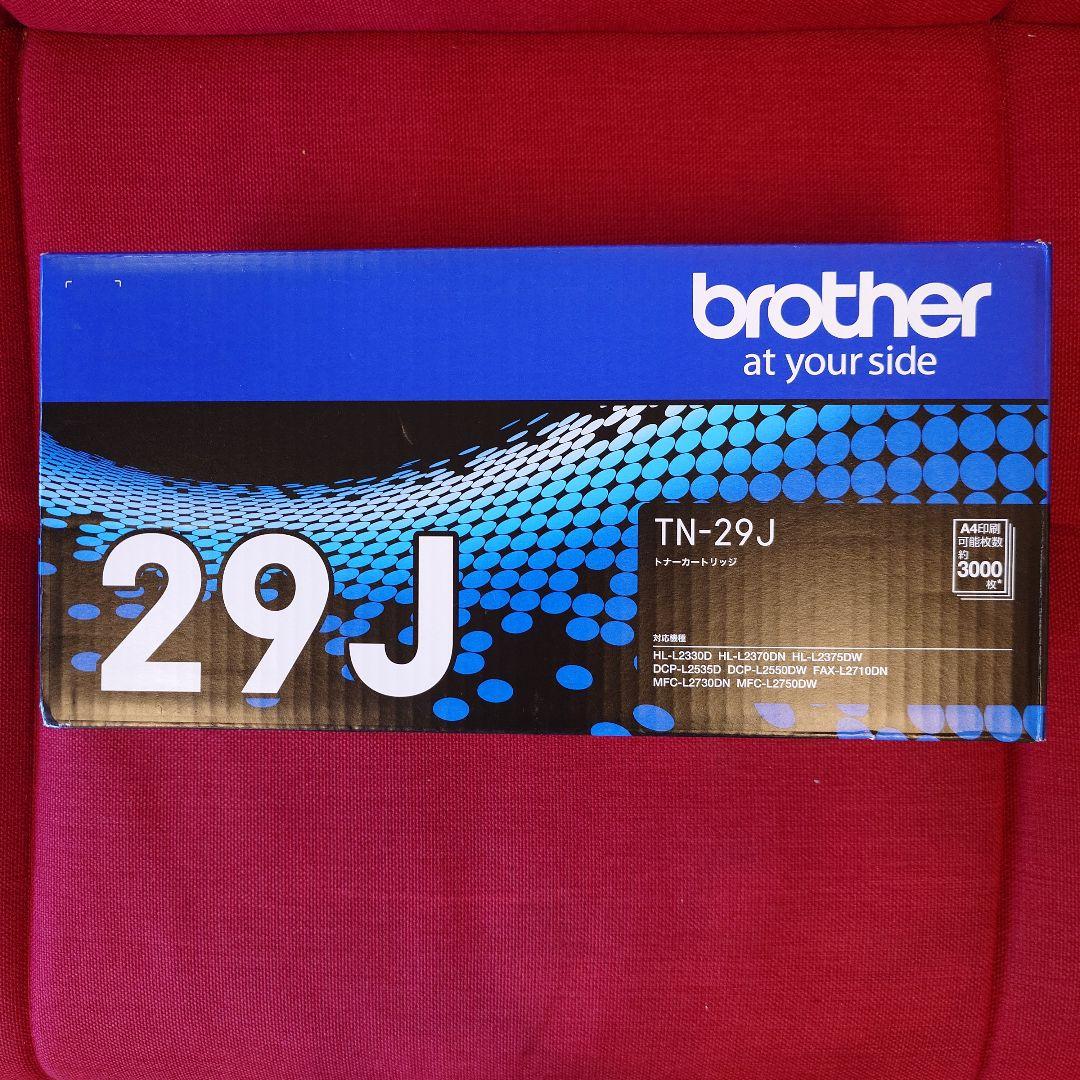 brother
at your side
29J
TN-29J
トナーカートリッジ
A4印刷
可能枚数
約
3000
枚*
対応機種
HL-L2330D HL-L2370DN HL-L2375DW
DCP-L2535D DCP-L2550DW FAX-L2710DN
MFC-L2730DN MFC-L2750DW